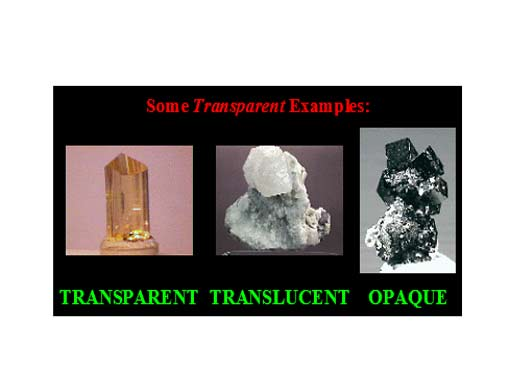 Some Transparent Examples:
TRANSPARENT TRANSLUCENT OPAQUE